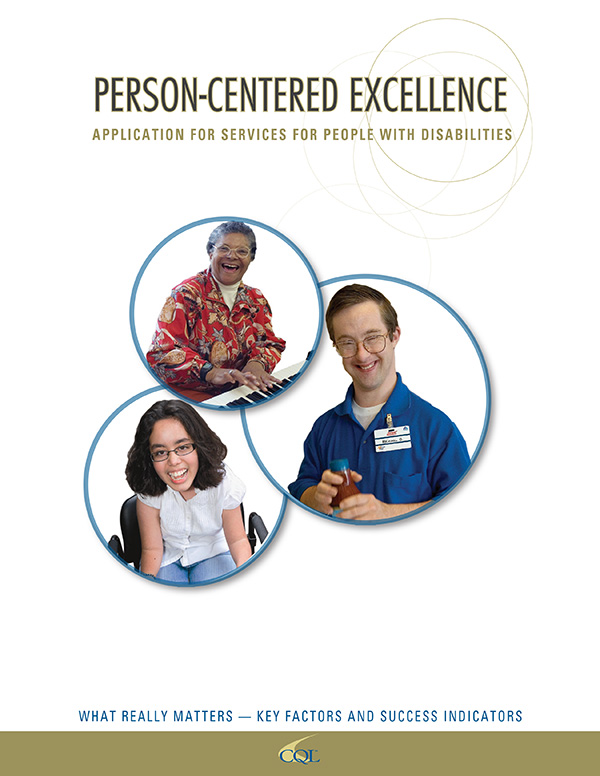 PERSON-CENTERED EXCELLENCE
APPLICATION FOR SERVICES FOR PEOPLE WITH DISABILITIES
WHAT REALLY MATTERS — KEY FACTORS AND SUCCESS INDICATORS
CQL